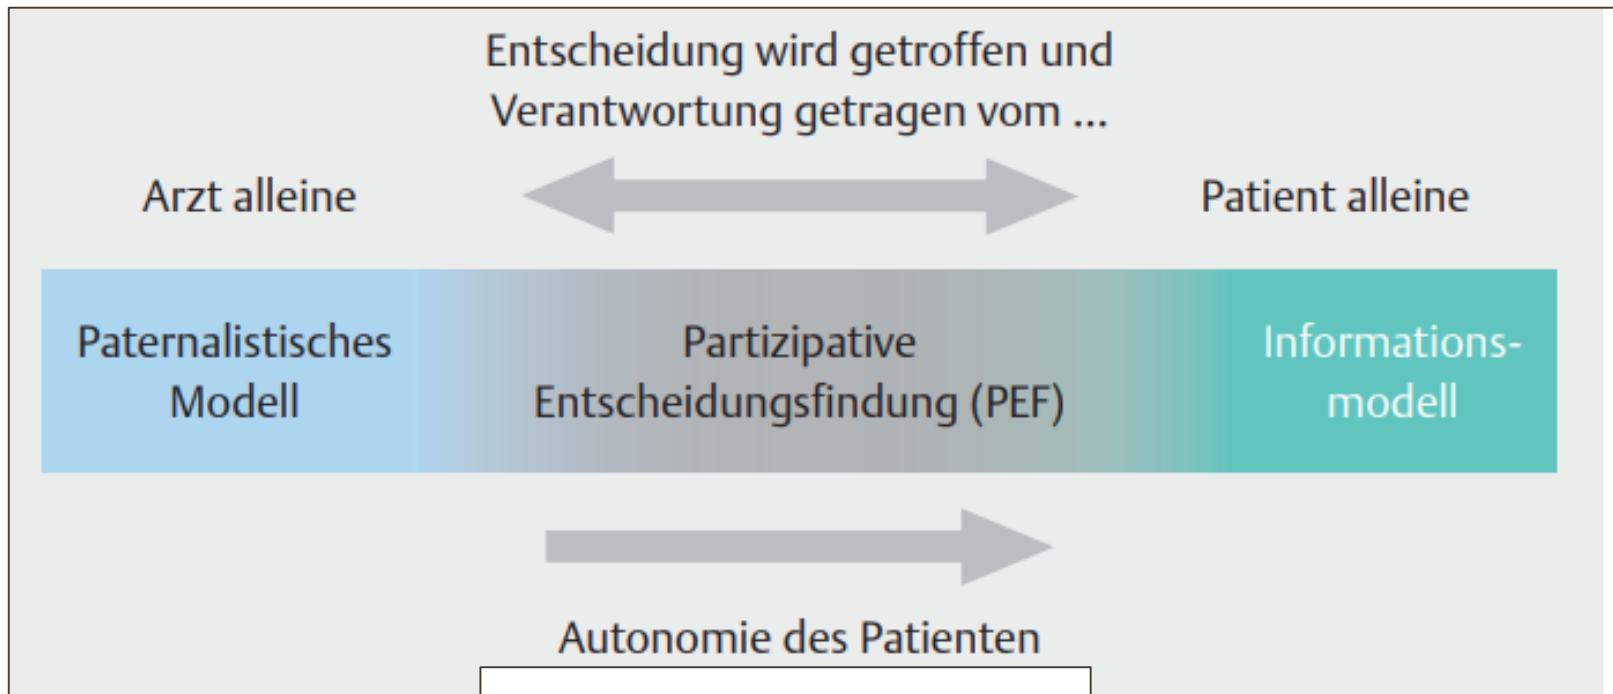 Entscheidung wird getroffen und
Verantwortung getragen vom ...
Arzt alleine
Patient alleine
Paternalistisches
Modell
Partizipative
Entscheidungsfindung (PEF)
Informations-
modell
Autonomie des Patienten